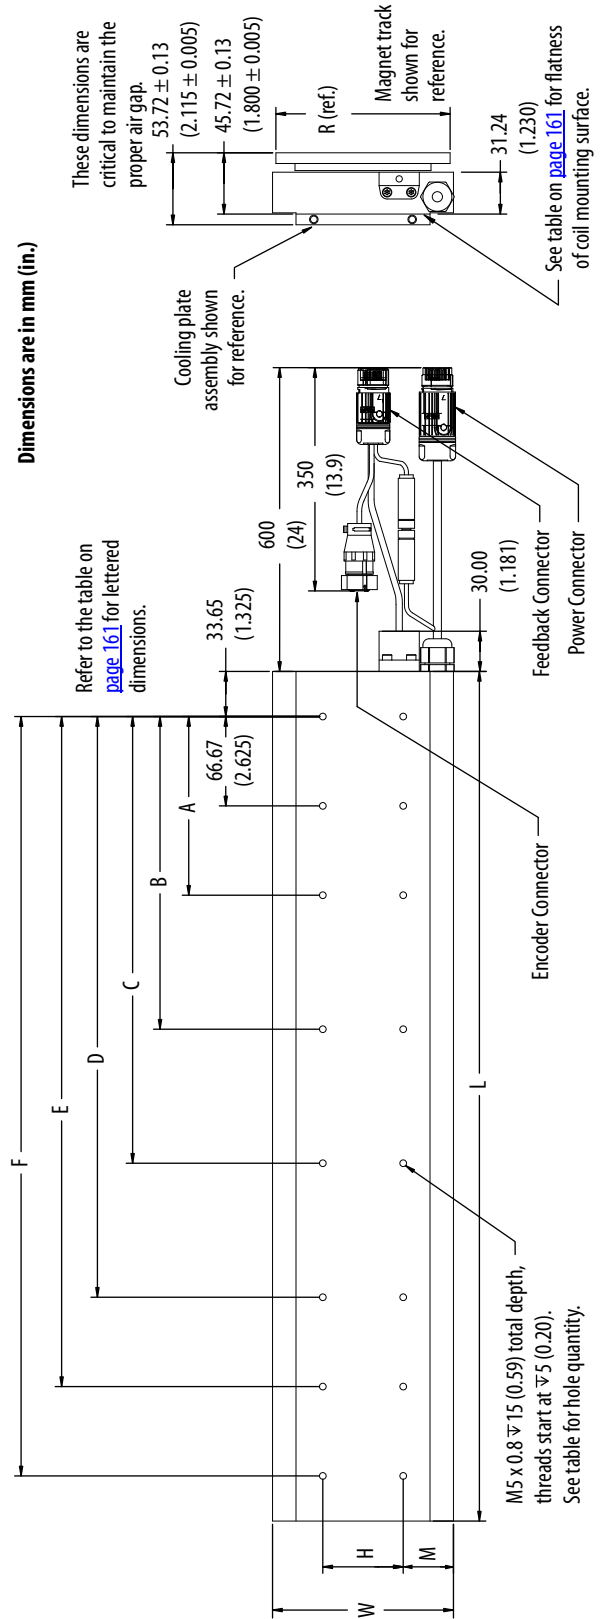 Dimensions are in mm (in.)
Refer to the table on
page 161 for lettered
dimensions.
F
E
D
C
B
A
66.67
(2.625)
33.65
(1.325)
600
(24)
350
(13.9)
30.00
(1.181)
W
H
M
L
M5 x 0.8 ↧15 (0.59) total depth,
threads start at ↧5 (0.20).
See table for hole quantity.
Encoder Connector
Feedback Connector
Power Connector
Cooling plate
assembly shown
for reference.
These dimensions are
critical to maintain the
proper air gap.
53.72 ± 0.13
(2.115 ± 0.005)
45.72 ± 0.13
(1.800 ± 0.005)
R (ref.)
Magnet track
shown for
reference.
31.24
(1.230)
See table on page 161 for flatness
of coil mounting surface.